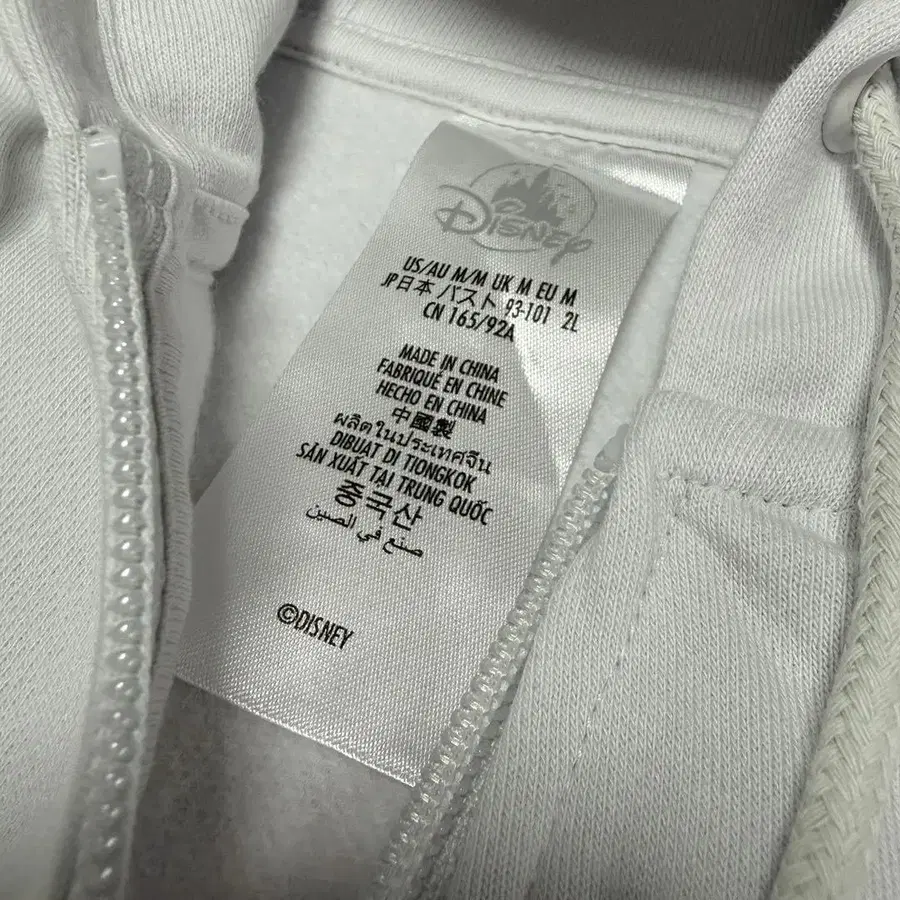 Disney
US/AU M/M UK M EU M
JP日本 バスト 93-101 2L
CN 165/92A
MADE IN CHINA
FABRIQUÉ EN CHINE
HECHO EN CHINA
中國製
ผลิตในประเทศจีน
DIBUAT DI TIONGKOK
SẢN XUẤT TẠI TRUNG QUỐC
중국산
صنع في الصين
©DISNEY